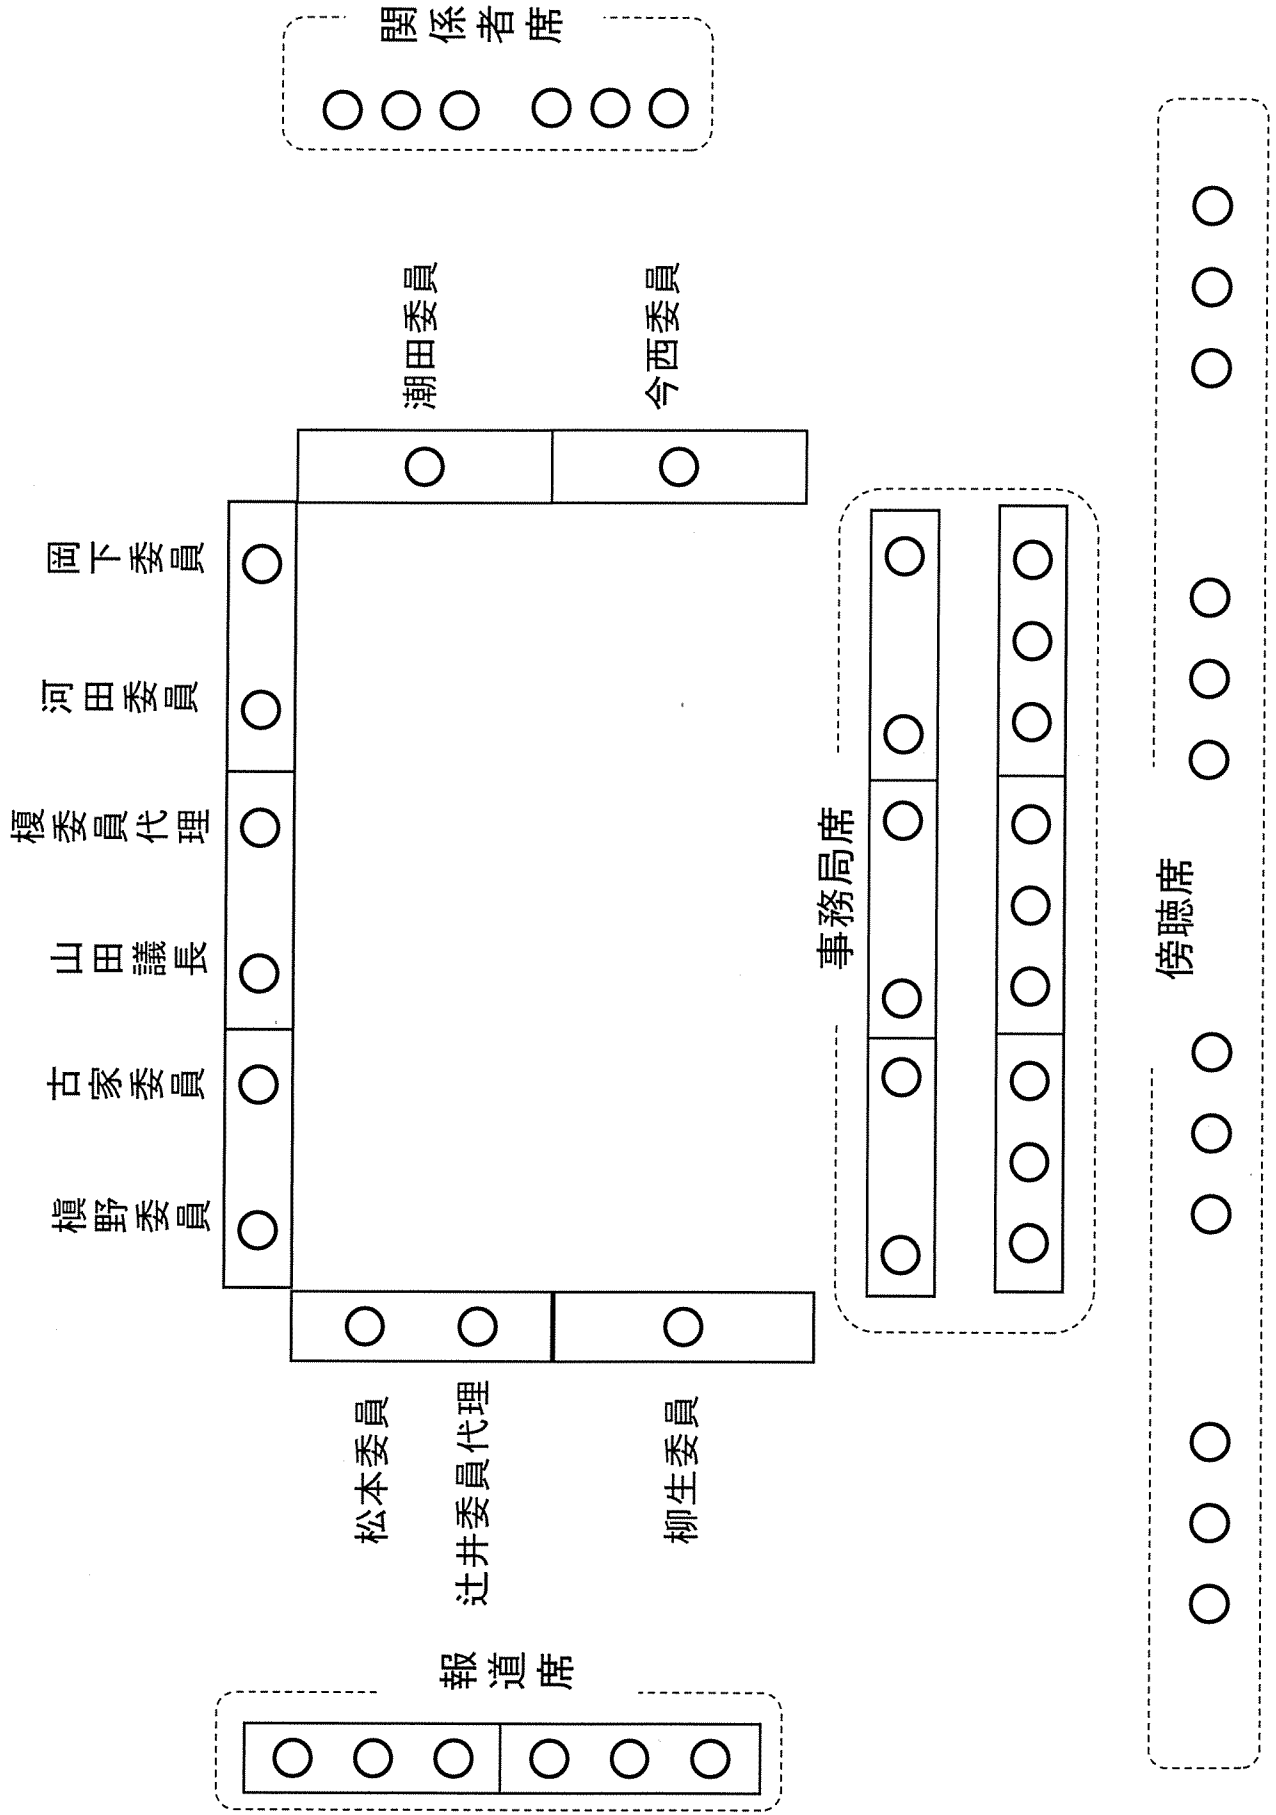 槇野委員
古家委員
山田議長
榎委員代理
河田委員
岡下委員
報道席
松本委員
辻井委員代理
柳生委員
潮田委員
今西委員
関係者席
事務局席
傍聴席